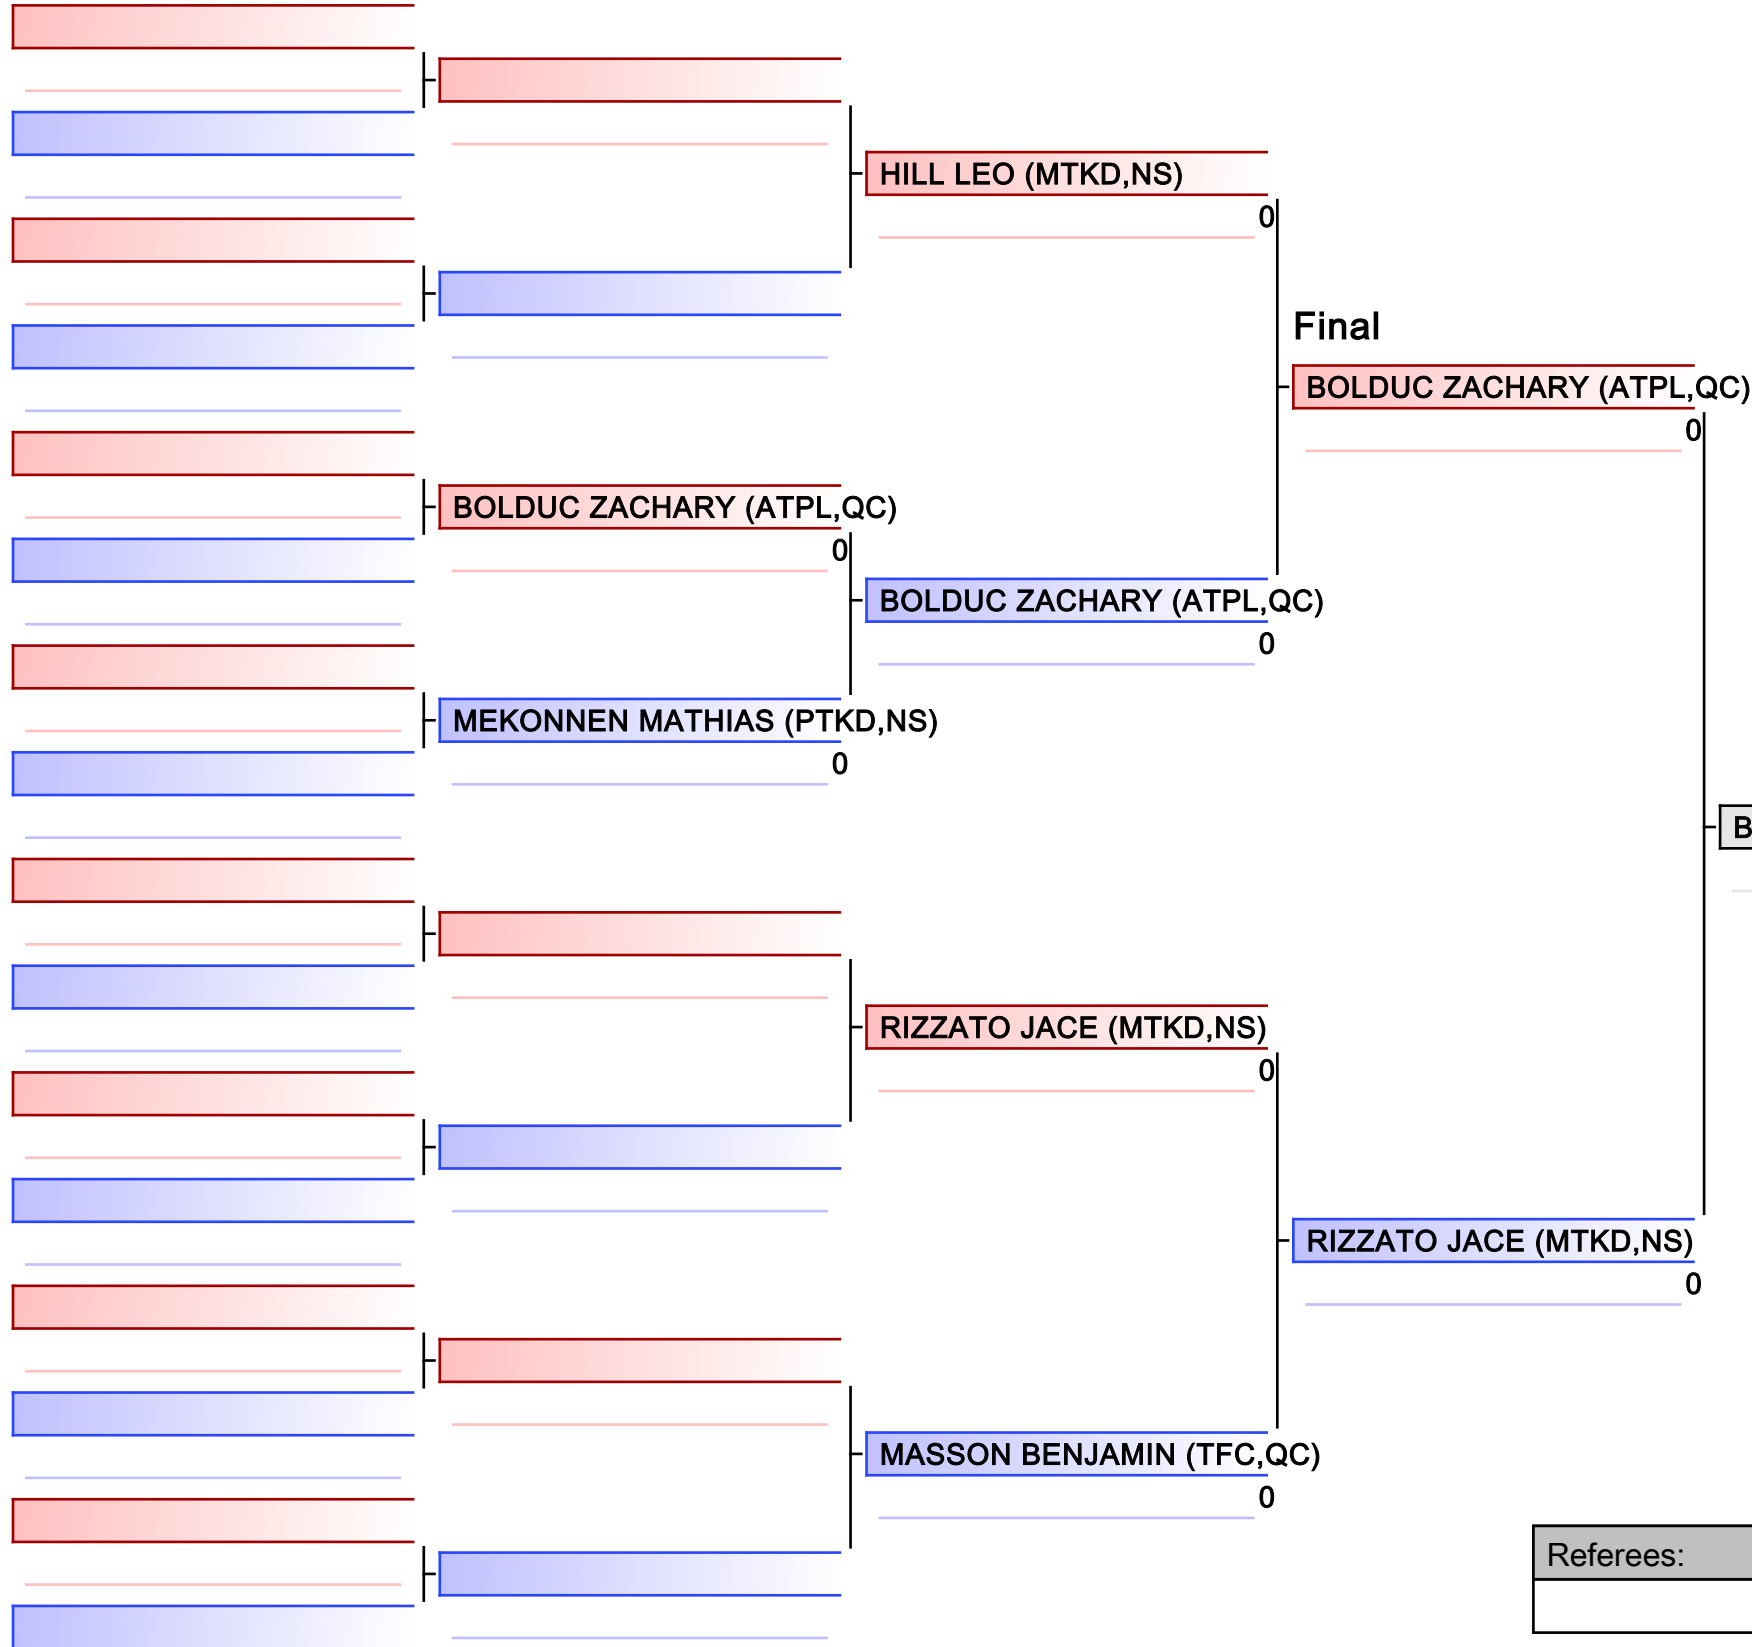 HILL LEO (MTKD,NS)
0
Final
BOLDUC ZACHARY (ATPL,QC)
0
BOLDUC ZACHARY (ATPL,QC)
0
BOLDUC ZACHARY (ATPL,QC)
0
MEKONNEN MATHIAS (PTKD,NS)
0
B
RIZZATO JACE (MTKD,NS)
0
RIZZATO JACE (MTKD,NS)
0
MASSON BENJAMIN (TFC,QC)
0
Referees: